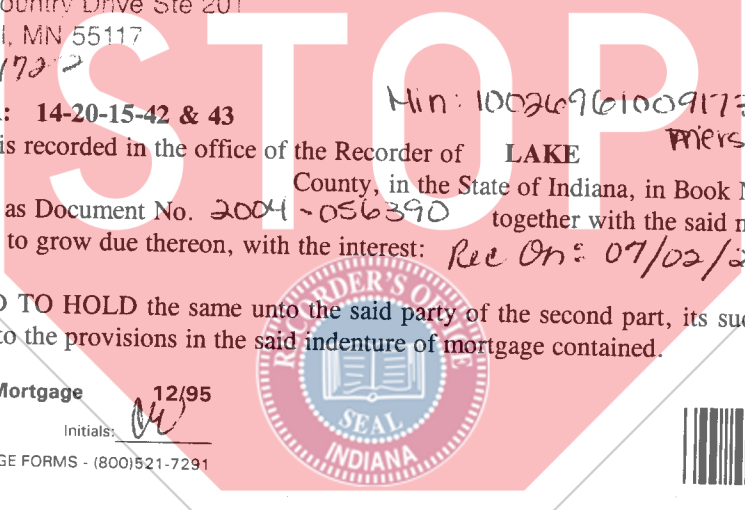 Country Drive Ste 201
MN 55117
STOP
14-20-15-42 & 43
Min: 1002696100917
mers
is recorded in the office of the Recorder of LAKE
County, in the State of Indiana, in Book
as Document No. 2004-056390 together with the said
to grow due thereon, with the interest: Rec On: 07/02/2
TO HOLD the same unto the said party of the second part, its
to the provisions in the said indenture of mortgage contained.
Mortgage 12/95
Initials:
GE FORMS - (800)521-7291
RECORDER'S OFFICE
SEAL
INDIANA